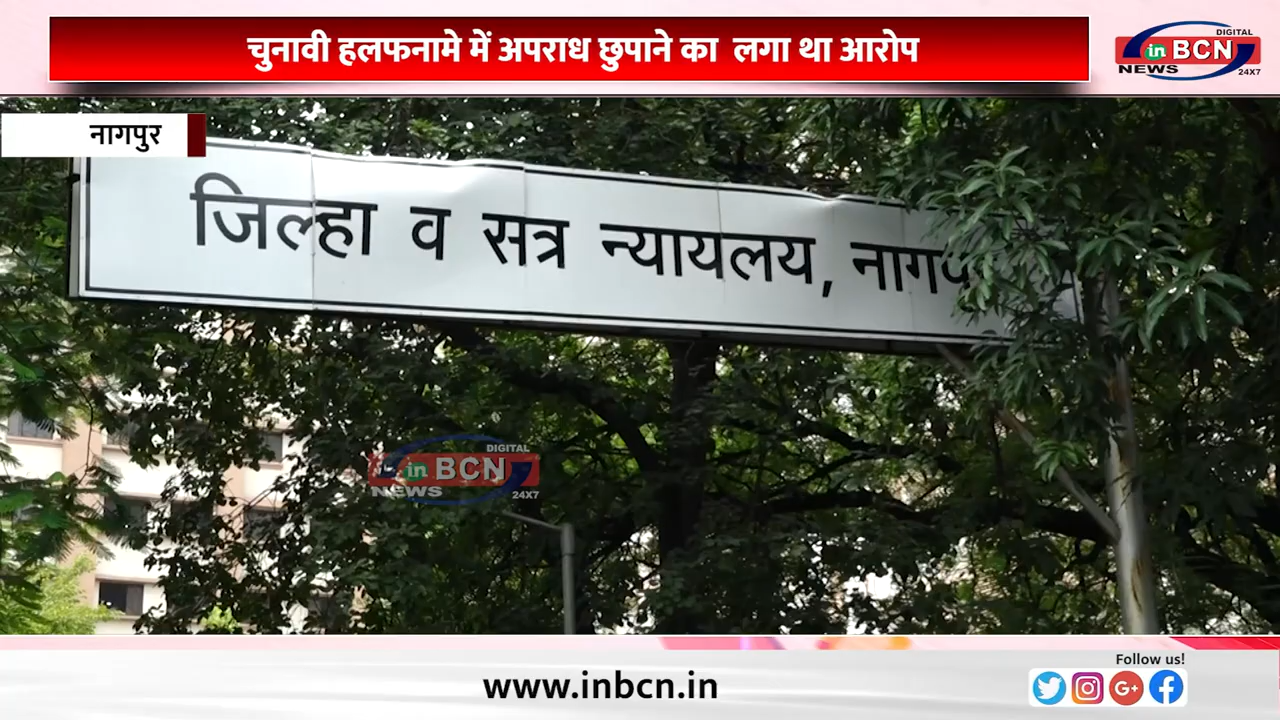 चुनावी हलफनामे में अपराध छुपाने का लगा था आरोप
DIGITAL
in BCN
NEWS 24X7
नागपुर
जिल्हा व सत्र न्यायलय,
DIGITAL
in BCN
NEWS 24X7
Follow us!
www.inbcn.in